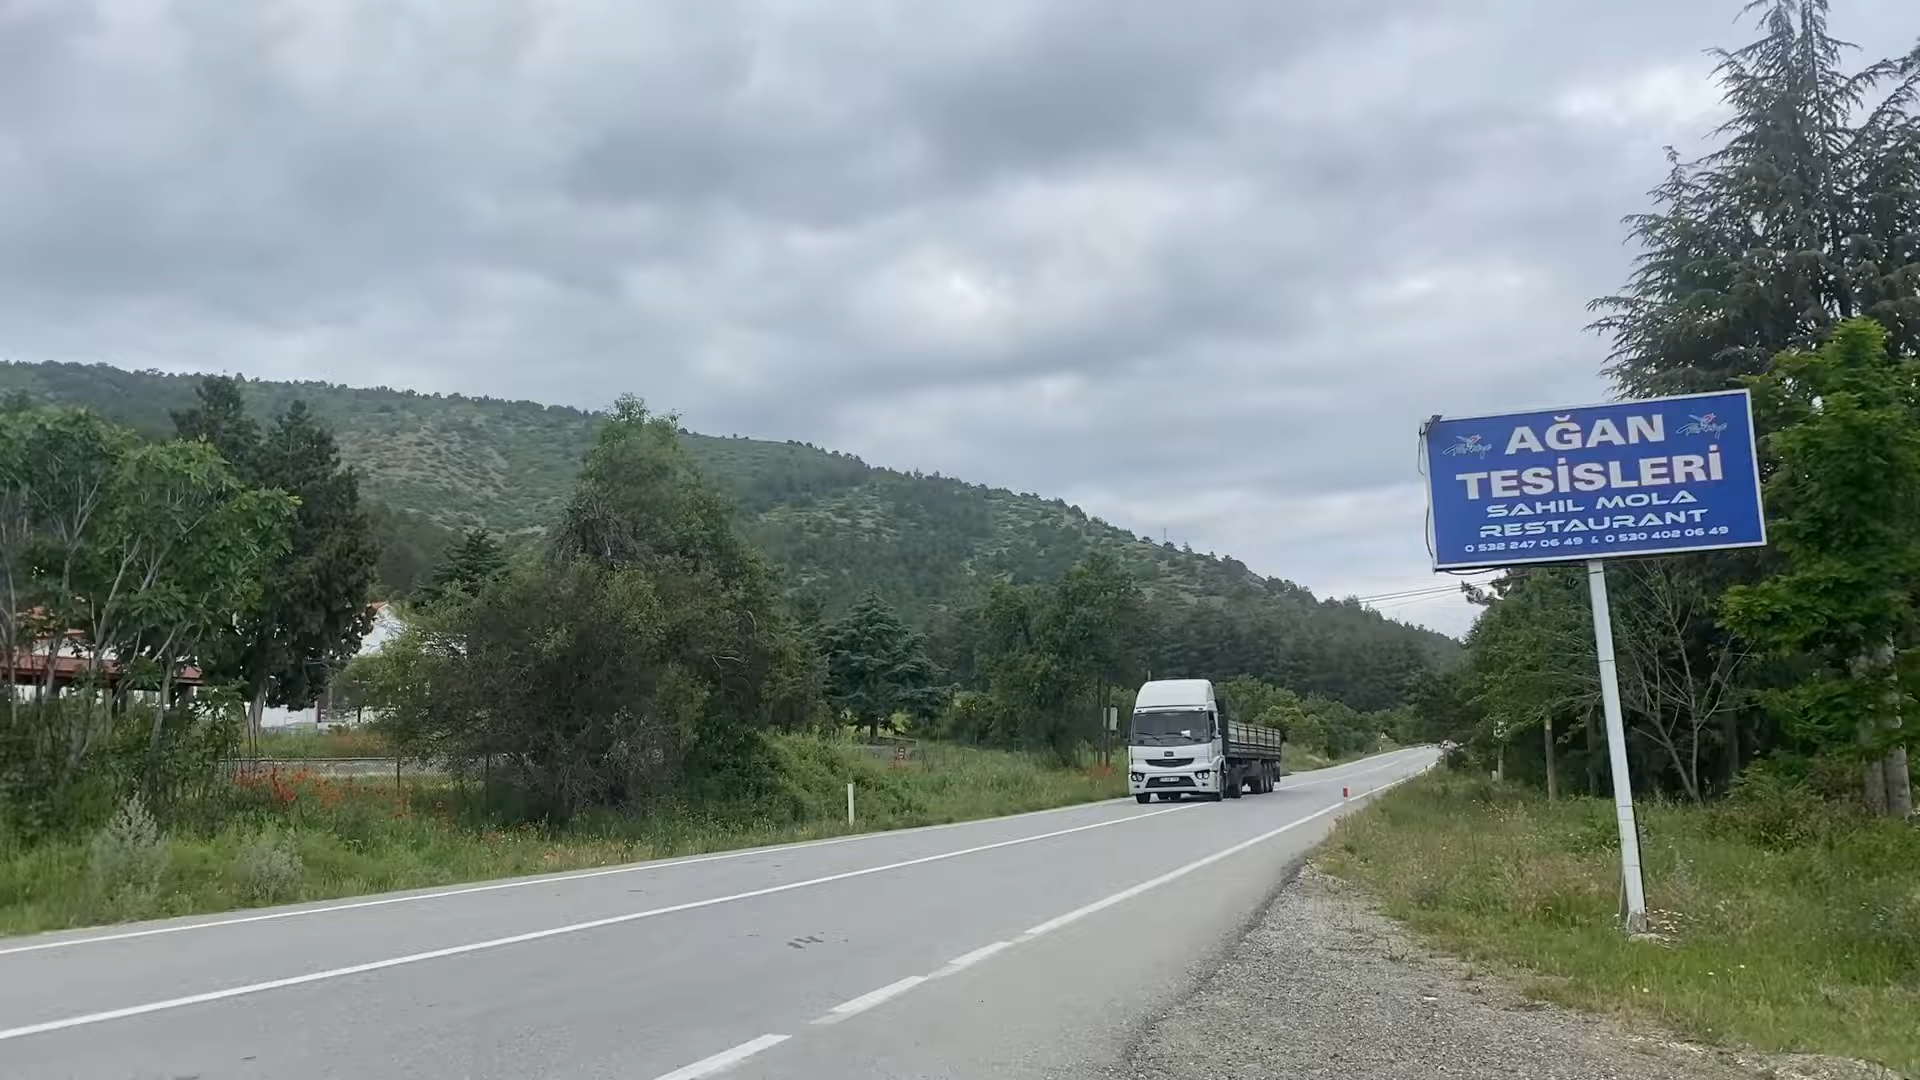 AĞAN
TESİSLERİ
SAHIL MOLA
RESTAURANT
0 532 247 06 49 & 0 530 402 06 49